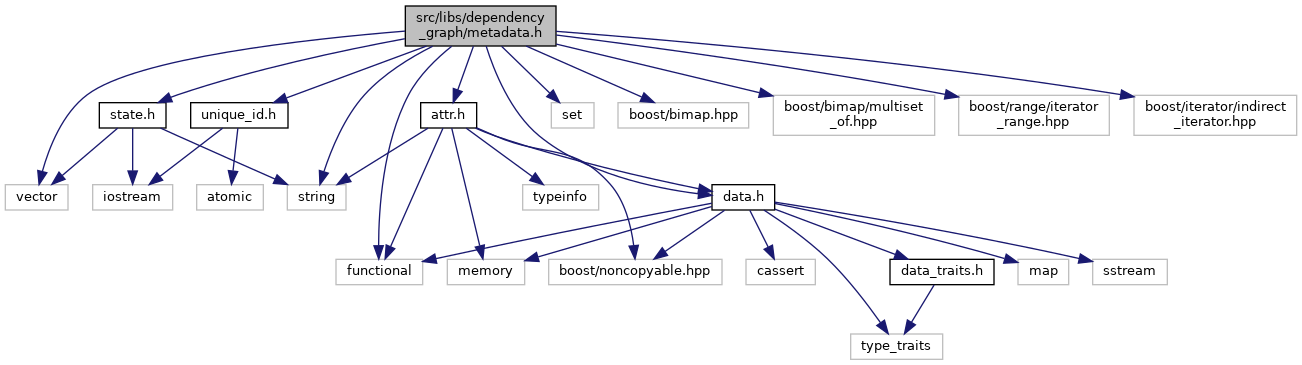 src/libs/dependency
_graph/metadata.h
state.h
unique_id.h
attr.h
set
boost/bimap.hpp
boost/bimap/multiset
_of.hpp
boost/range/iterator
_range.hpp
boost/iterator/indirect
_iterator.hpp
vector
iostream
atomic
string
typeinfo
data.h
functional
memory
boost/noncopyable.hpp
cassert
data_traits.h
map
sstream
type_traits